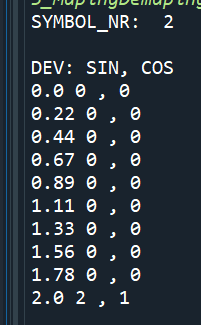 SYMBOL_NR:  2

DEV: SIN, COS
0.0 0 , 0
0.22 0 , 0
0.44 0 , 0
0.67 0 , 0
0.89 0 , 0
1.11 0 , 0
1.33 0 , 0
1.56 0 , 0
1.78 0 , 0
2.0 2 , 1